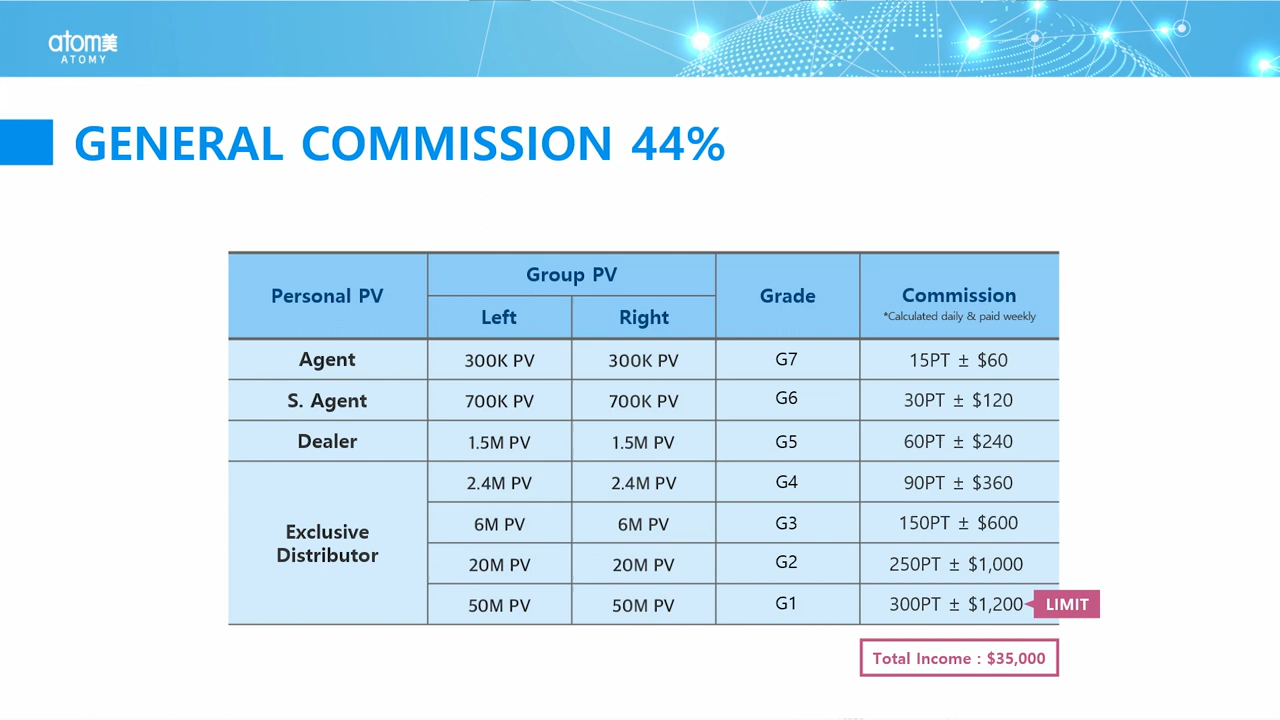 atom美
ATOMY
GENERAL COMMISSION 44%
Personal PV
Group PV
Left
Right
Grade
Commission
*Calculated daily & paid weekly
Agent 300K PV 300K PV G7 15PT ± $60
S. Agent 700K PV 700K PV G6 30PT ± $120
Dealer 1.5M PV 1.5M PV G5 60PT ± $240
Exclusive
Distributor
2.4M PV 2.4M PV G4 90PT ± $360
6M PV 6M PV G3 150PT ± $600
20M PV 20M PV G2 250PT ± $1,000
50M PV 50M PV G1 300PT ± $1,200 LIMIT
Total Income : $35,000